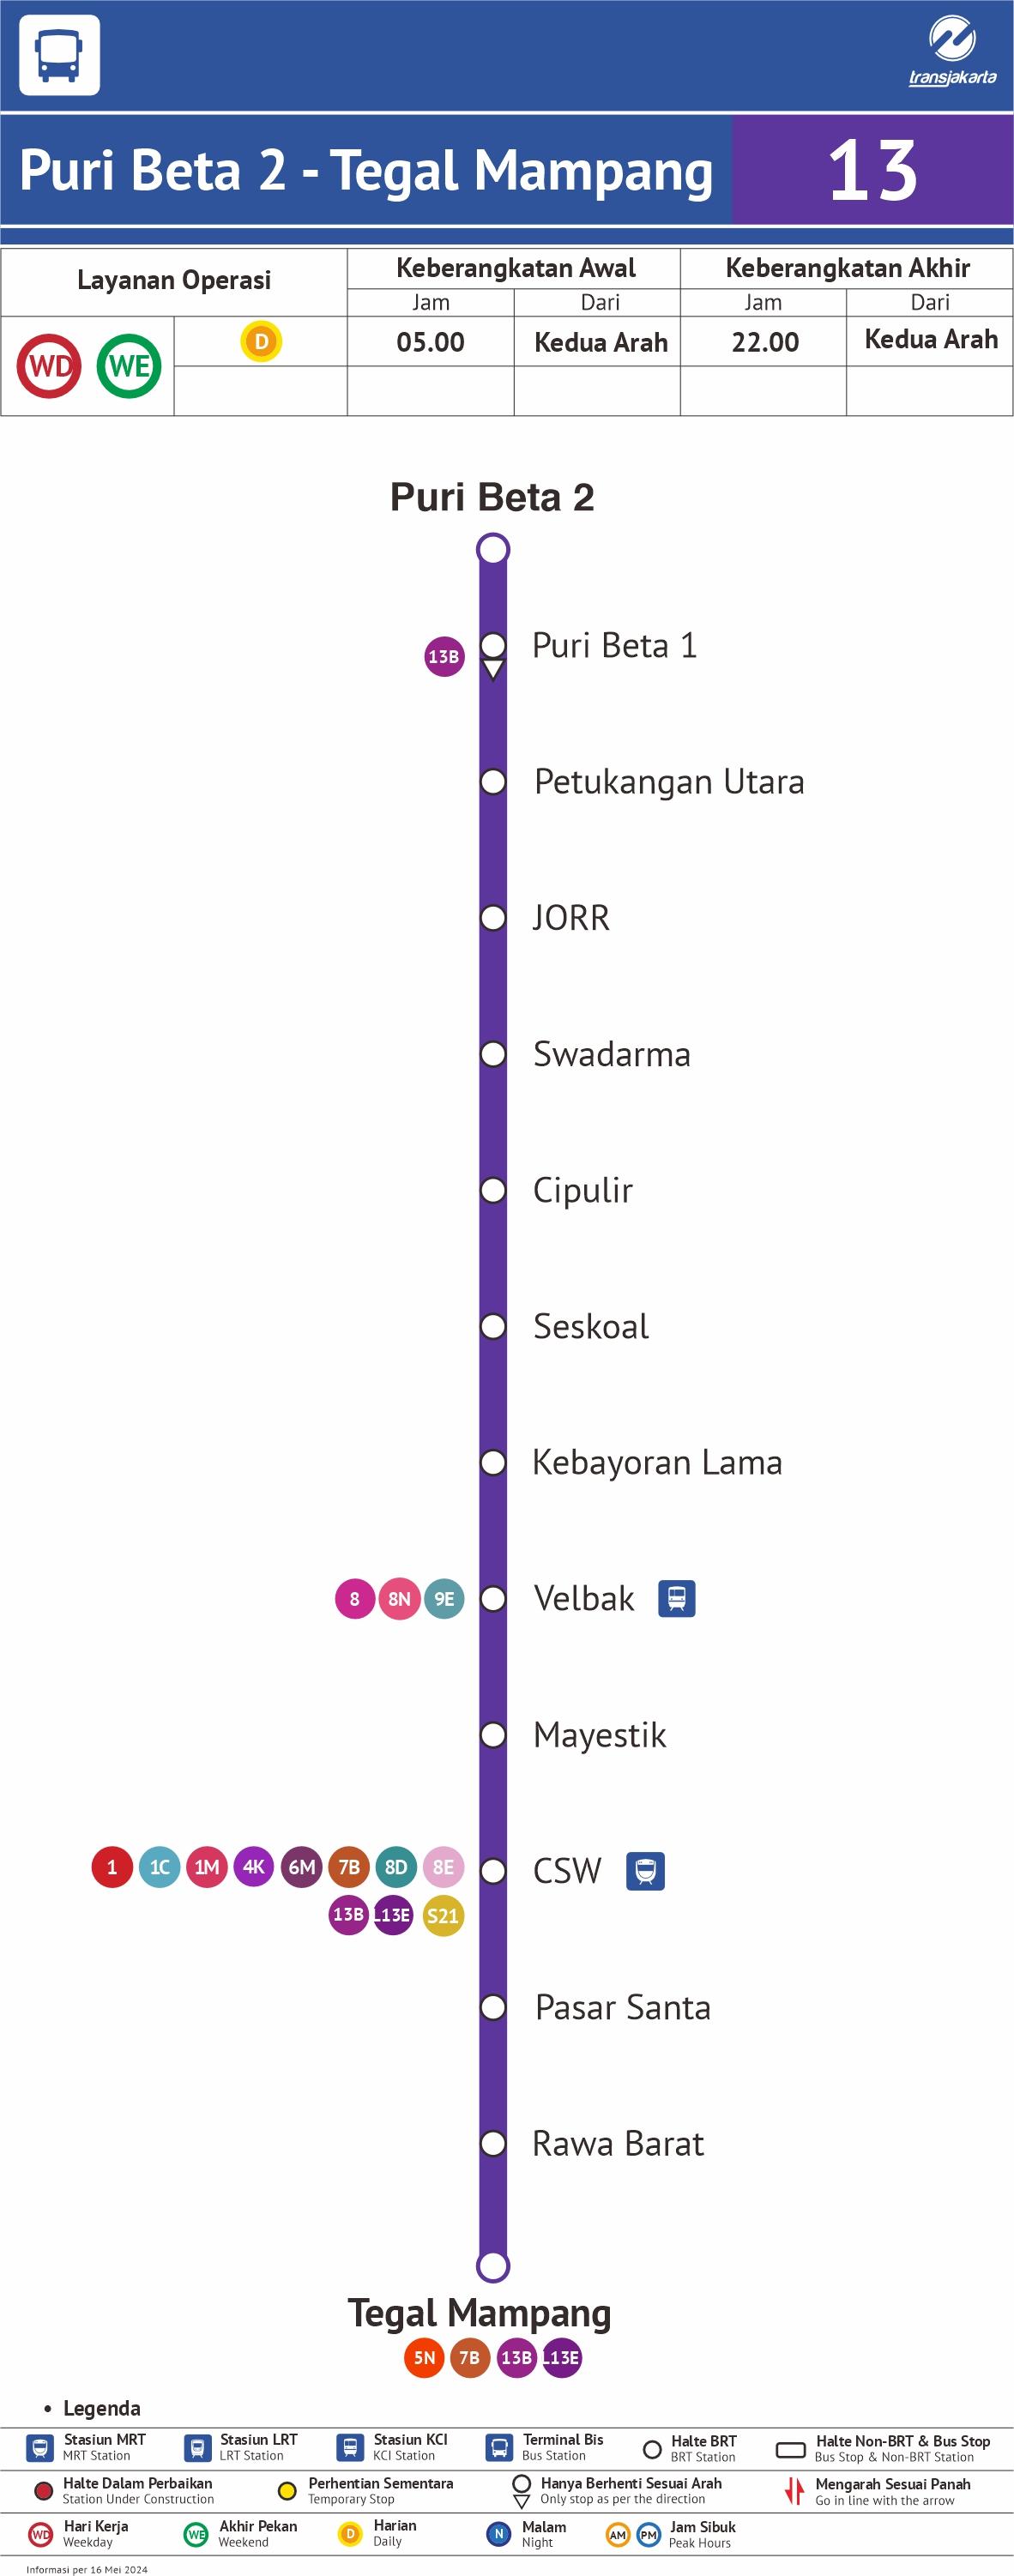 transjakarta
Puri Beta 2 - Tegal Mampang 13
Layanan Operasi Keberangkatan Awal Keberangkatan Akhir
Jam Dari Jam Dari
WD WE D 05.00 Kedua Arah 22.00 Kedua Arah
Puri Beta 2
13B Puri Beta 1
Petukangan Utara
JORR
Swadarma
Cipulir
Seskoal
Kebayoran Lama
8 8N 9E Velbak
Mayestik
1 1C 1M 4K 6M 7B 8D 8E CSW
13B L13E S21
Pasar Santa
Rawa Barat
Tegal Mampang
5N 7B 13B L13E
• Legenda
Stasiun MRT Stasiun LRT Stasiun KCI Terminal Bis Halte BRT Halte Non-BRT & Bus Stop
MRT Station LRT Station KCI Station Bus Station BRT Station Bus Stop & Non-BRT Station
Halte Dalam Perbaikan Perhentian Sementara Hanya Berhenti Sesuai Arah Mengarah Sesuai Panah
Station Under Construction Temporary Stop Only stop as per the direction Go in line with the arrow
WD Hari Kerja WE Akhir Pekan D Harian N Malam AM PM Jam Sibuk
Weekday Weekend Daily Night Peak Hours
Informasi per 16 Mei 2024